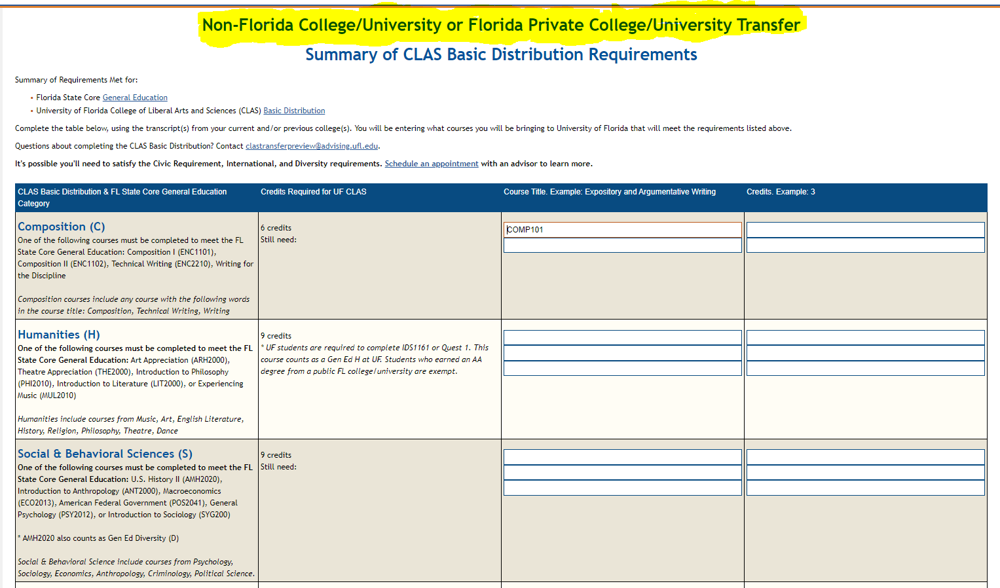 Non-Florida College/University or Florida Private College/University Transfer
Summary of CLAS Basic Distribution Requirements
Summary of Requirements Met for:
• Florida State Core General Education
• University of Florida College of Liberal Arts and Sciences (CLAS) Basic Distribution
Complete the table below, using the transcript(s) from your current and/or previous college(s). You will be entering what courses you will be bringing to University of Florida that will meet the requirements listed above.
Questions about completing the CLAS Basic Distribution? Contact clastransferpreview@advising.ufl.edu.
It's possible you'll need to satisfy the Civic Requirement, International, and Diversity requirements. Schedule an appointment with an advisor to learn more.
CLAS Basic Distribution & FL State Core General Education
Category
Credits Required for UF CLAS
Course Title. Example: Expository and Argumentative Writing
Credits. Example: 3
Composition (C)
One of the following courses must be completed to meet the FL
State Core General Education: Composition I (ENC1101),
Composition II (ENC1102), Technical Writing (ENC2210), Writing for
the Discipline
Composition courses include any course with the following words
in the course title: Composition, Technical Writing, Writing
6 credits
Still need:
COMP101
Humanities (H)
One of the following courses must be completed to meet the FL
State Core General Education: Art Appreciation (ARH2000),
Theatre Appreciation (THE2000), Introduction to Philosophy
(PHI2010), Introduction to Literature (LIT2000), or Experiencing
Music (MUL2010)
Humanities include courses from Music, Art, English Literature,
History, Religion, Philosophy, Theatre, Dance
9 credits
* UF students are required to complete IDS1161 or Quest 1. This
course counts as a Gen Ed H at UF. Students who earned an AA
degree from a public FL college/university are exempt.
Social & Behavioral Sciences (S)
One of the following courses must be completed to meet the FL
State Core General Education: U.S. History II (AMH2020),
Introduction to Anthropology (ANT2000), Macroeconomics
(ECO2013), American Federal Government (POS2041), General
Psychology (PSY2012), or Introduction to Sociology (SYG200)
* AMH2020 also counts as Gen Ed Diversity (D)
Social & Behavioral Science include courses from Psychology,
Sociology, Economics, Anthropology, Criminology, Political Science.
9 credits
Still need: